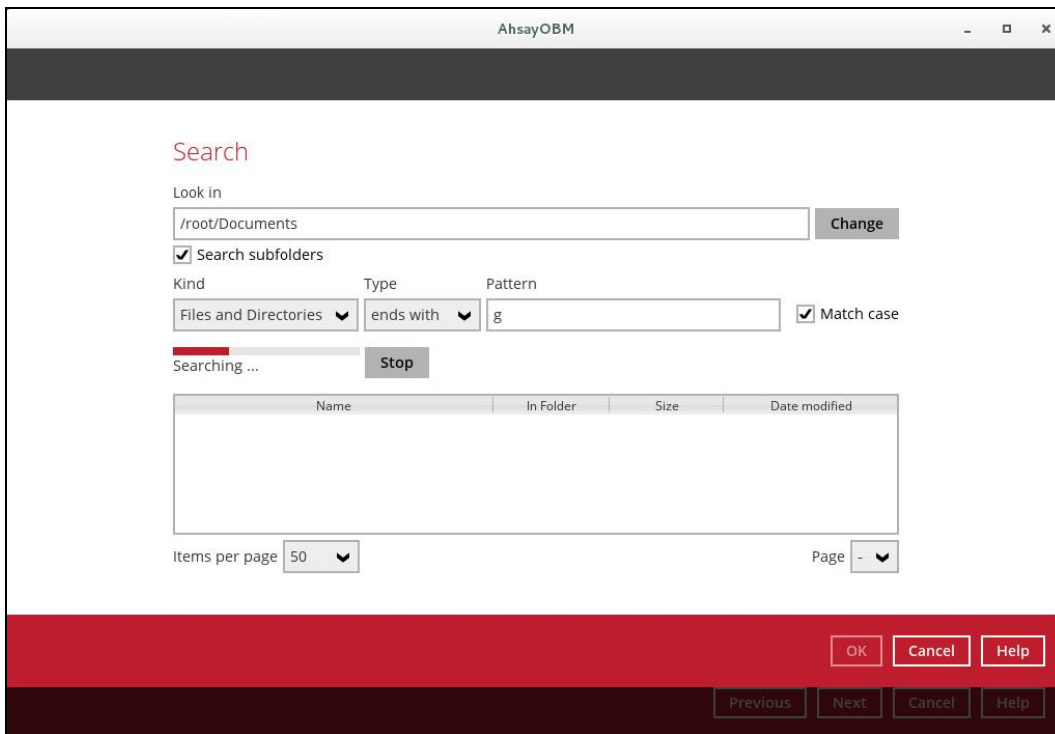 AhsayOBM
Search
Look in
/root/Documents
Change
Search subfolders
Kind Type Pattern
Files and Directories ends with g Match case
Searching ... Stop
Name In Folder Size Date modified
Items per page 50 Page -
OK Cancel Help
Previous Next Cancel Help